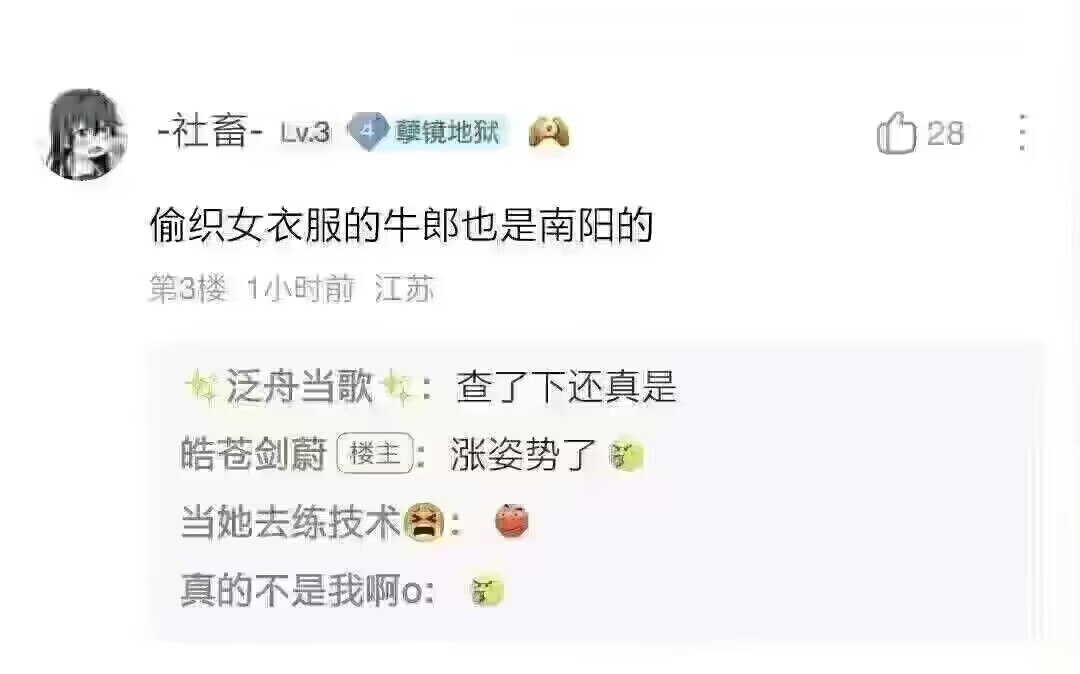 -社畜- Lv.3 4 孽镜地狱 28
偷织女衣服的牛郎也是南阳的
第3楼 1小时前 江苏
泛舟当歌：查了下还真是
皓苍剑蔚 楼主：涨姿势了
当她去练技术：
真的不是我啊o: